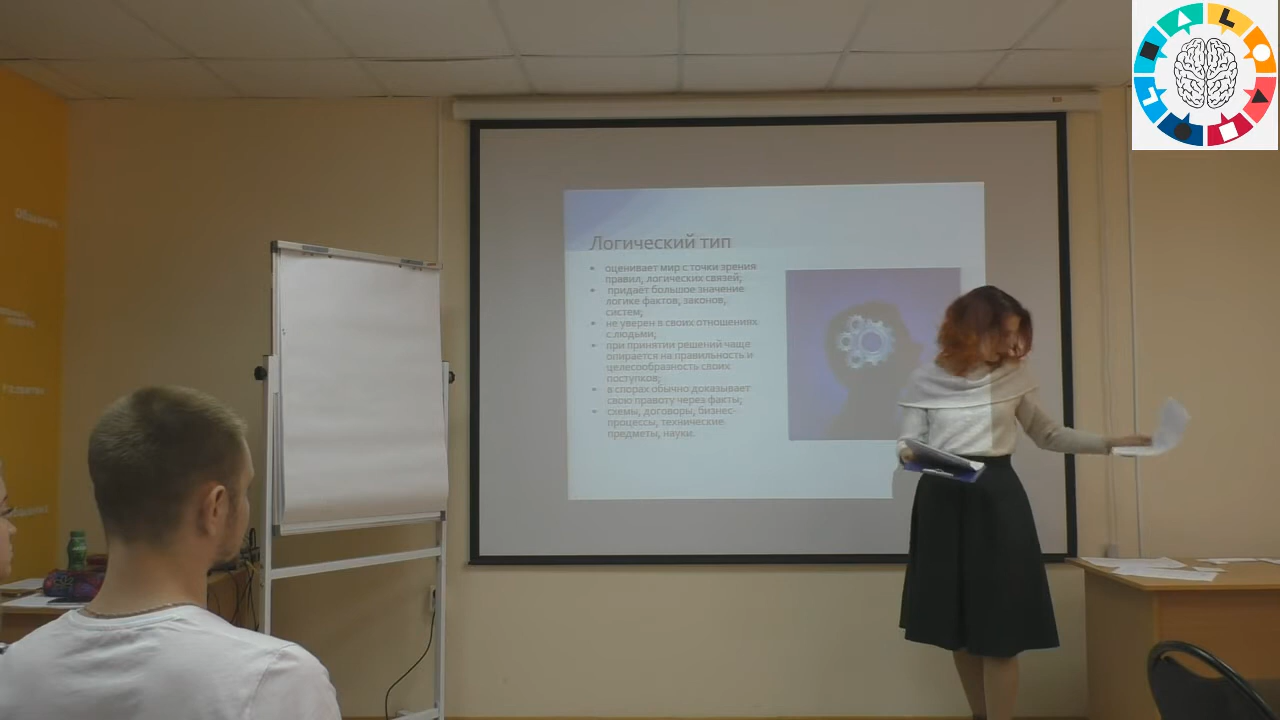 Логический тип
оценивает мир с точки зрения
правил, логических связей;
придаёт большое значение
логике фактов, законов,
систем;
не уверен в своих отношениях
с людьми;
при принятии решений чаще
опирается на правильность и
целесообразность своих
поступков;
в спорах обычно доказывает
свою правоту через факты;
схемы, договоры, бизнес-
процессы, технические
предметы, науки.